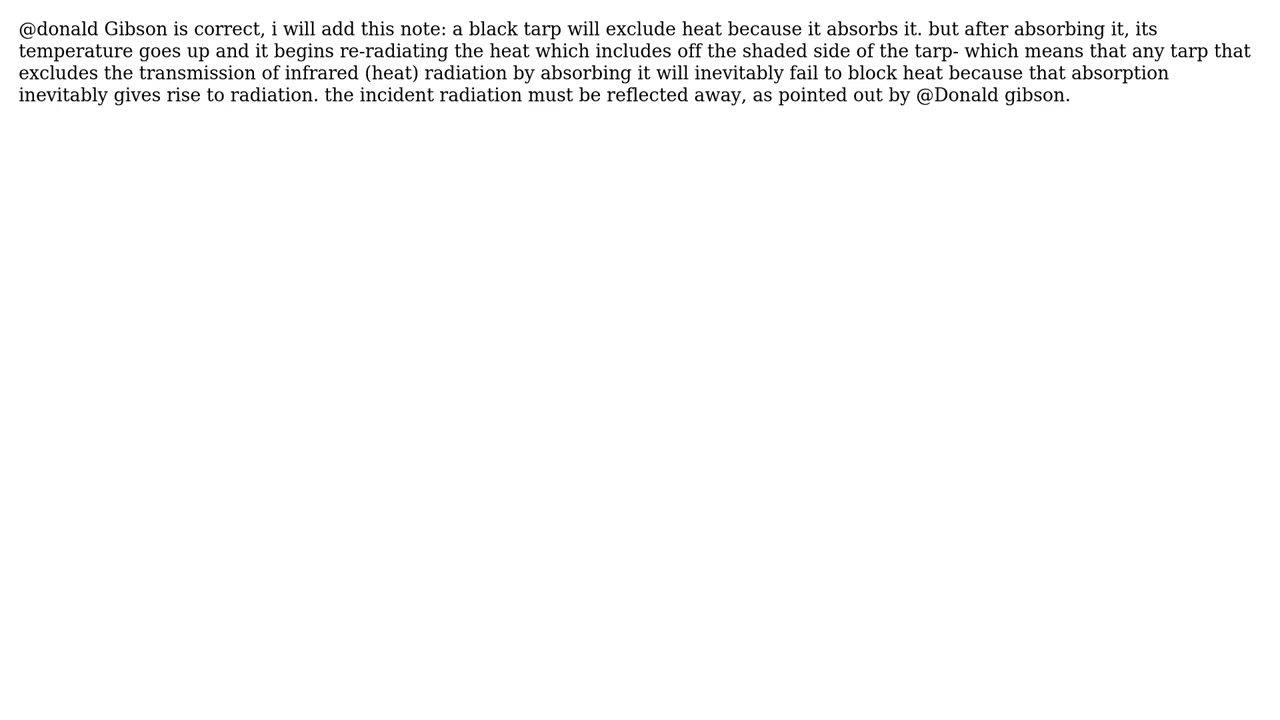 @donald Gibson is correct, i will add this note: a black tarp will exclude heat because it absorbs it. but after absorbing it, its
temperature goes up and it begins re-radiating the heat which includes off the shaded side of the tarp- which means that any tarp that
excludes the transmission of infrared (heat) radiation by absorbing it will inevitably fail to block heat because that absorption
inevitably gives rise to radiation. the incident radiation must be reflected away, as pointed out by @Donald gibson.